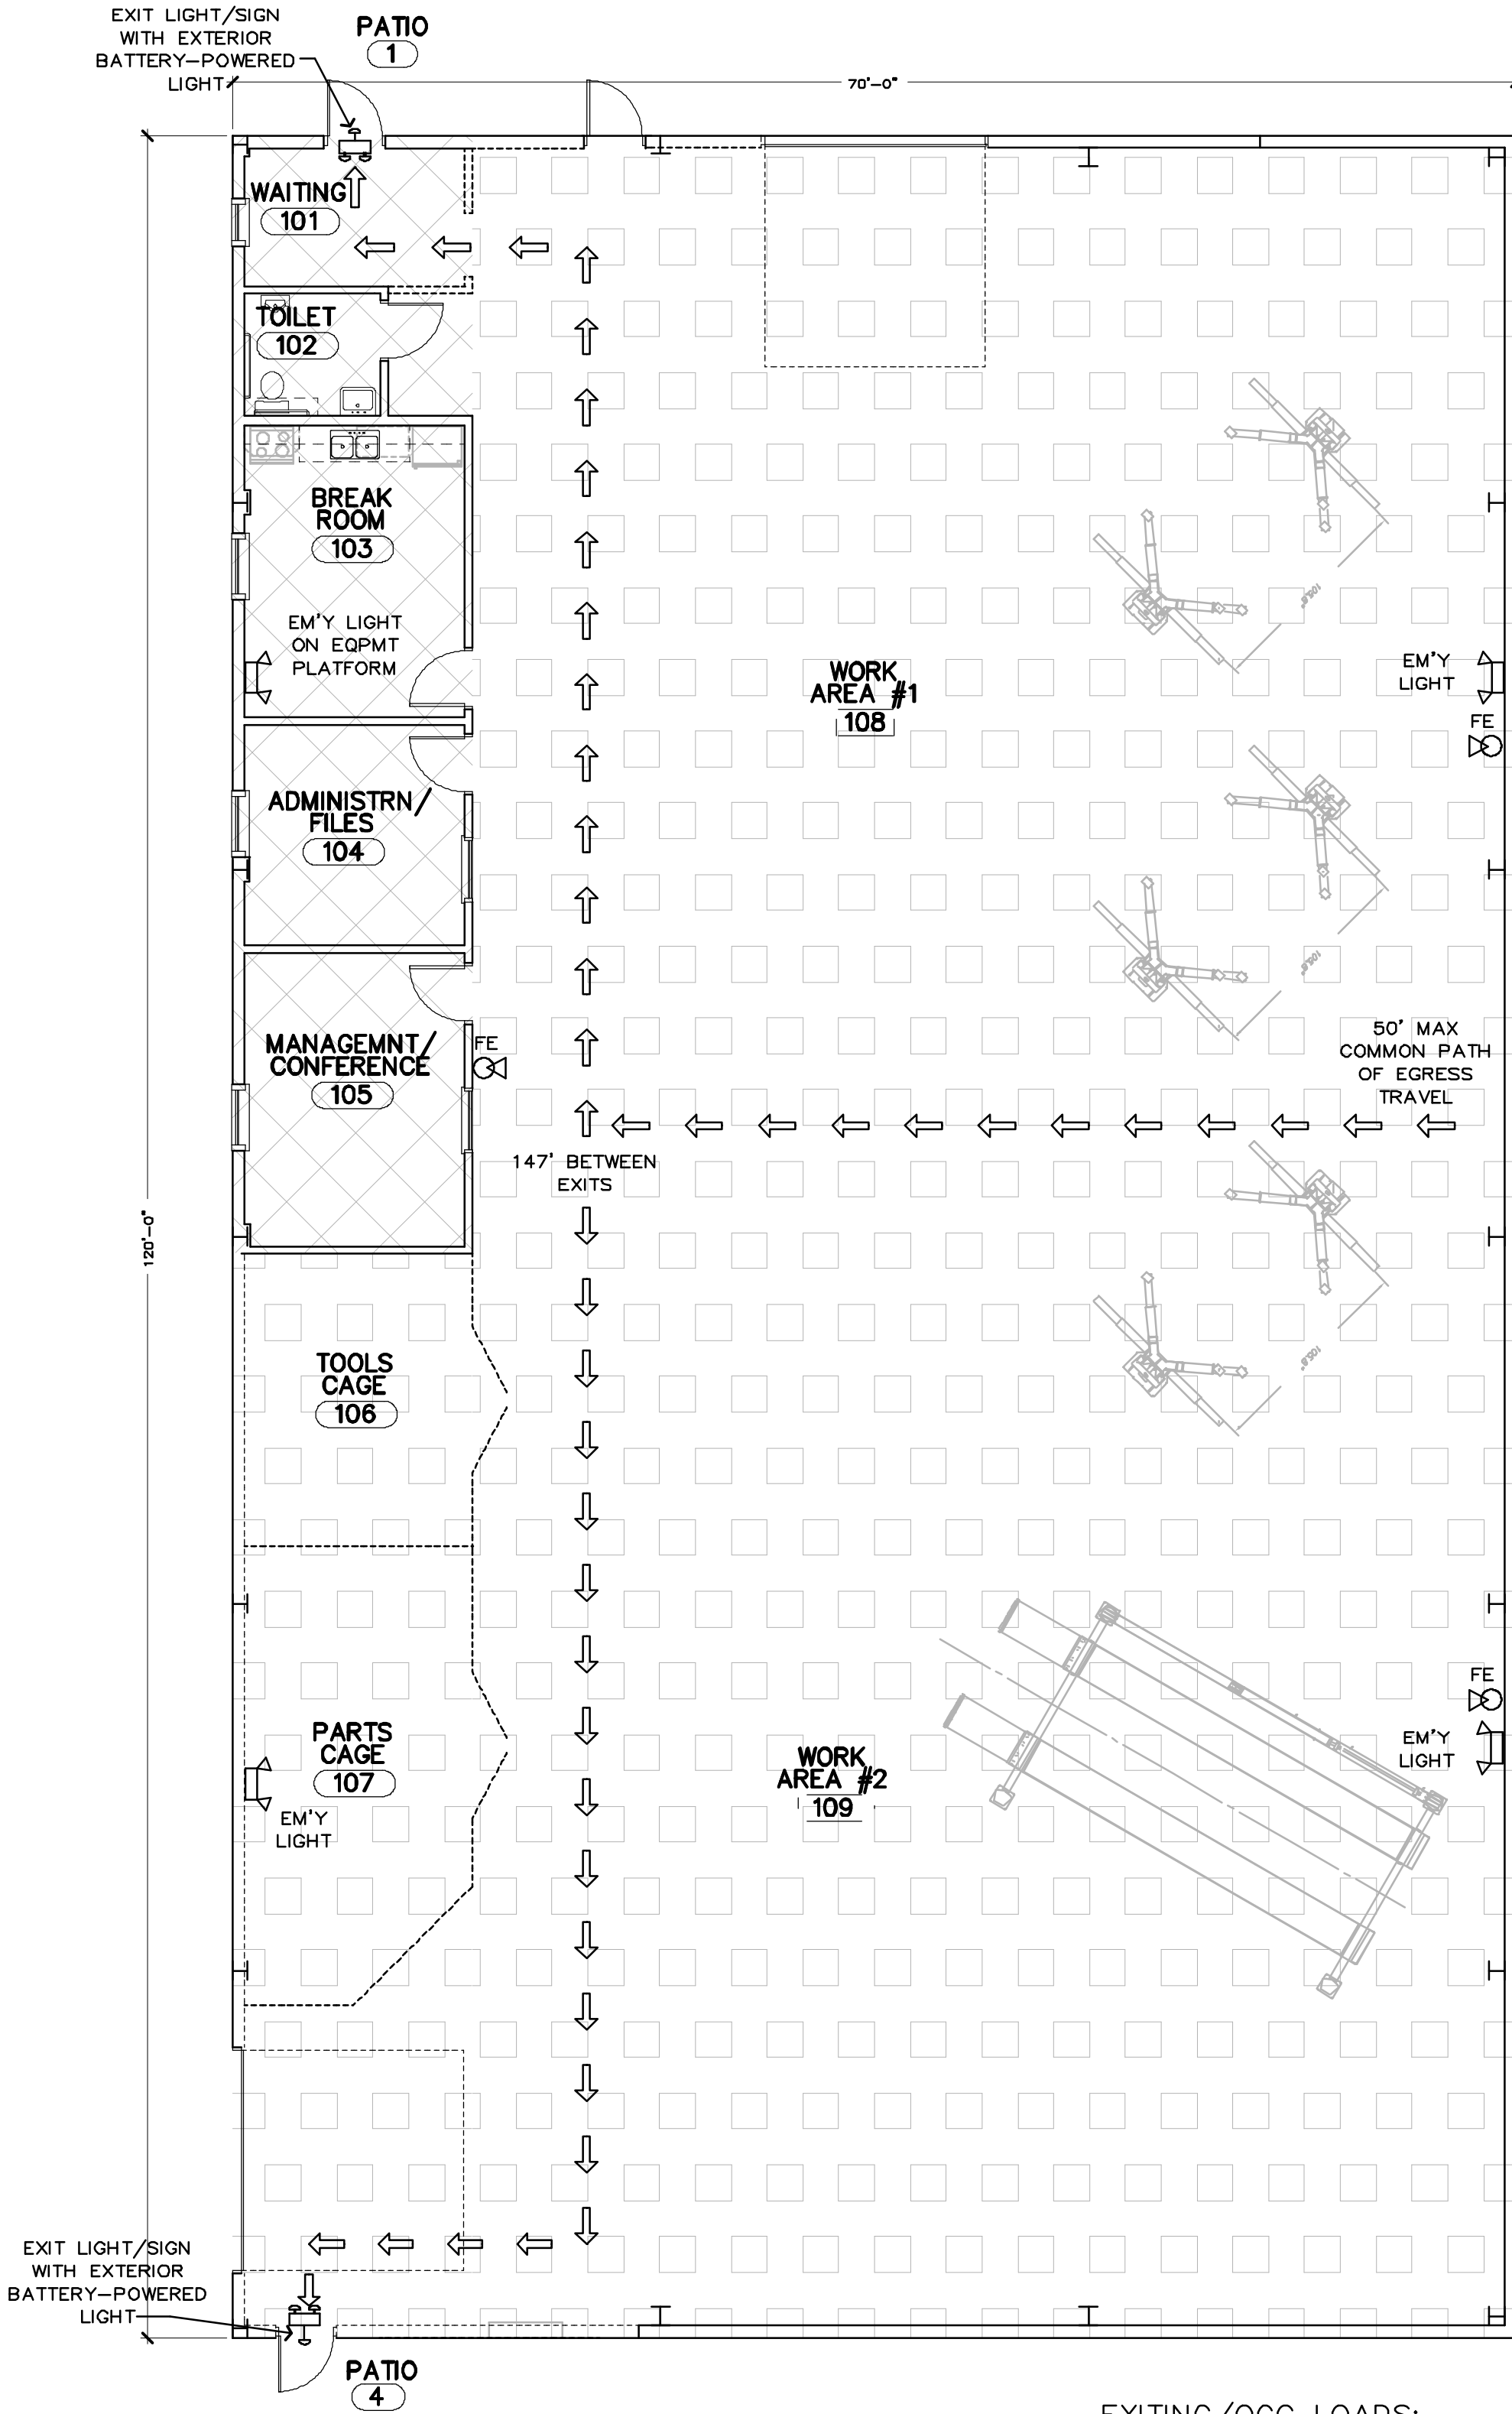 EXIT LIGHT/SIGN
WITH EXTERIOR
BATTERY-POWERED
LIGHT
PATIO
1
70'-0"
WAITING
101
TOILET
102
BREAK
ROOM
103
EM'Y LIGHT
ON EQPMT
PLATFORM
WORK
AREA #1
108
EM'Y
LIGHT
FE
ADMINISTRN/
FILES
104
MANAGEMNT/
CONFERENCE
105
FE
50' MAX
COMMON PATH
OF EGRESS
TRAVEL
147' BETWEEN
EXITS
120'-0"
TOOLS
CAGE
106
PARTS
CAGE
107
EM'Y
LIGHT
WORK
AREA #2
109
FE
EM'Y
LIGHT
EXIT LIGHT/SIGN
WITH EXTERIOR
BATTERY-POWERED
LIGHT
PATIO
4